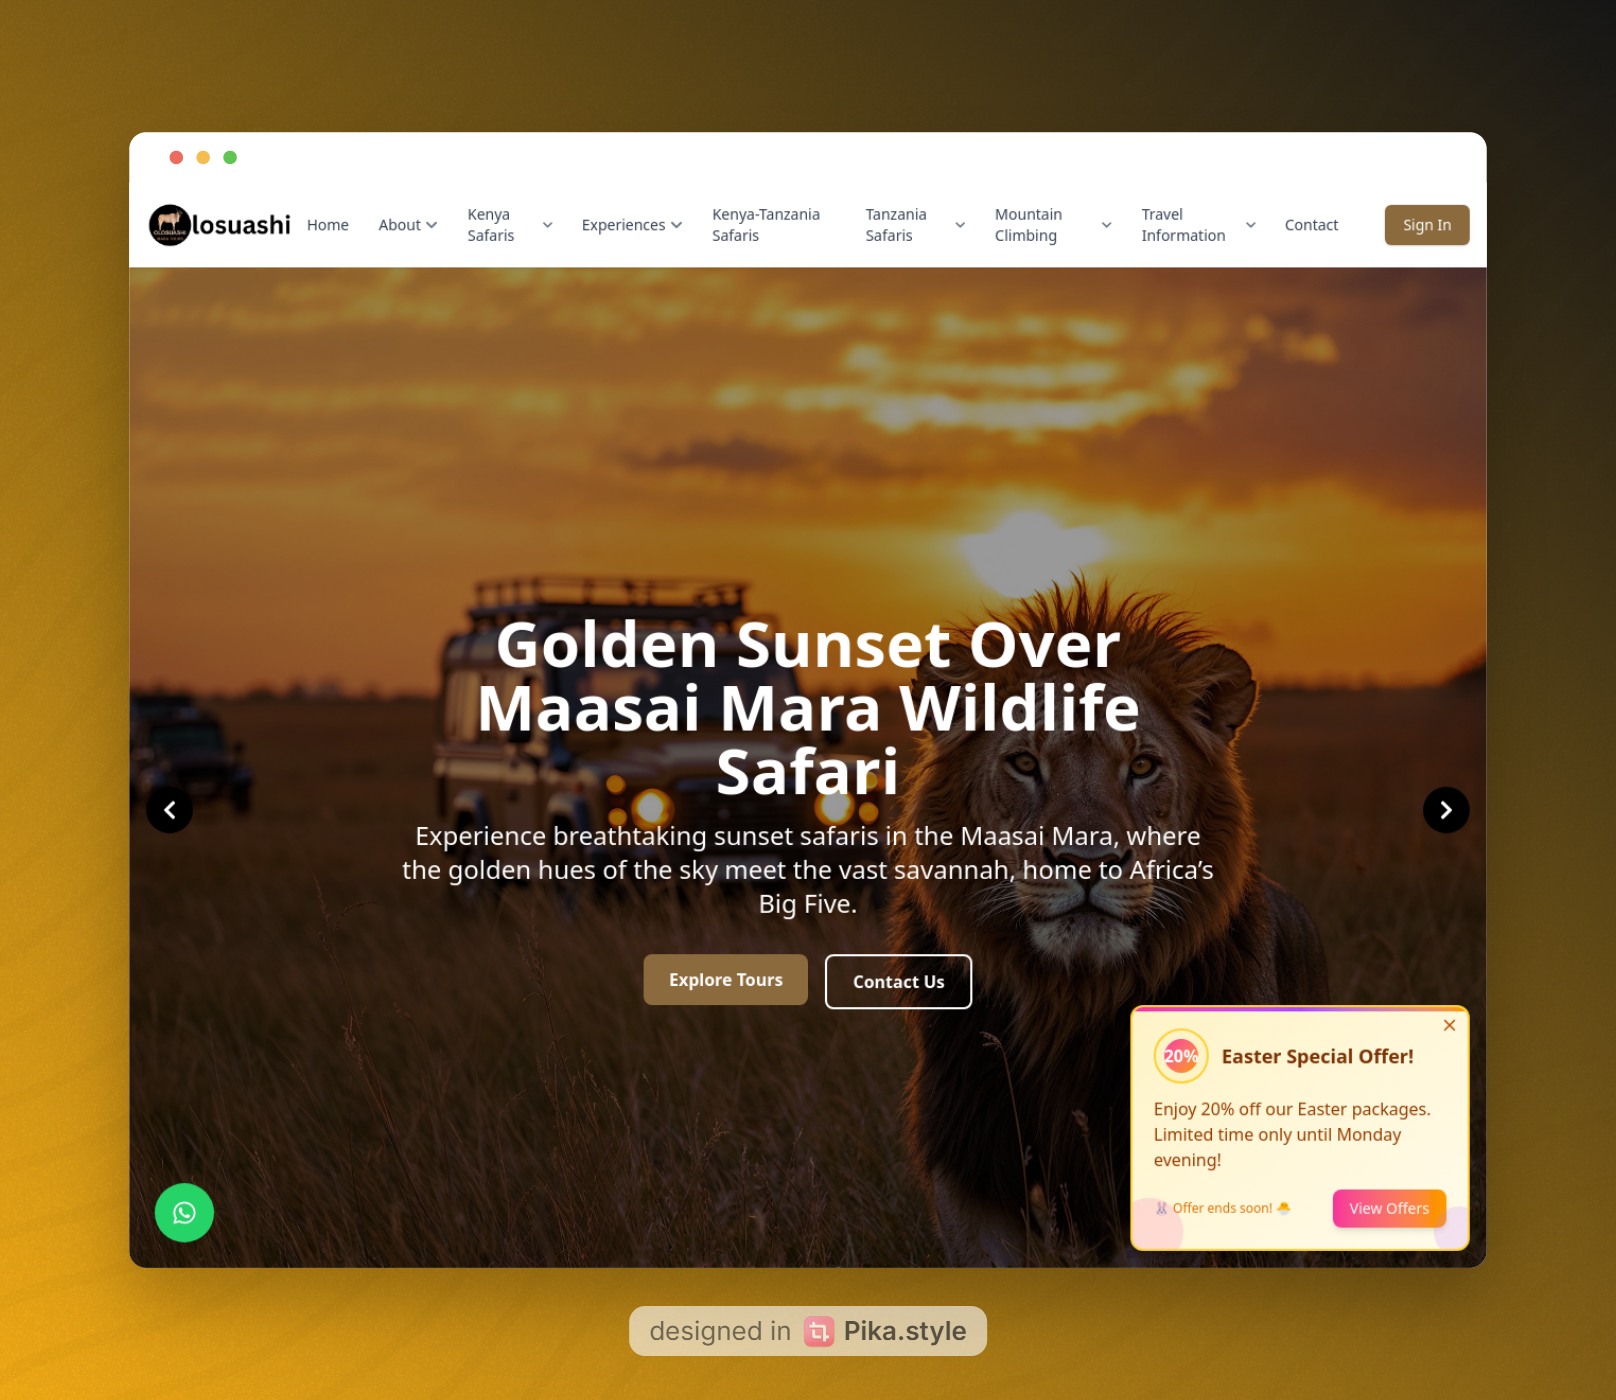 losuashi
Home
About
Kenya
Safaris
Experiences
Kenya-Tanzania
Safaris
Tanzania
Safaris
Mountain
Climbing
Travel
Information
Contact
Sign In
Golden Sunset Over
Maasai Mara Wildlife
Safari
Experience breathtaking sunset safaris in the Maasai Mara, where
the golden hues of the sky meet the vast savannah, home to Africa’s
Big Five.
Explore Tours
Contact Us
20%
Easter Special Offer!
Enjoy 20% off our Easter packages.
Limited time only until Monday
evening!
🐰 Offer ends soon! 🐣
View Offers
designed in Pika.style